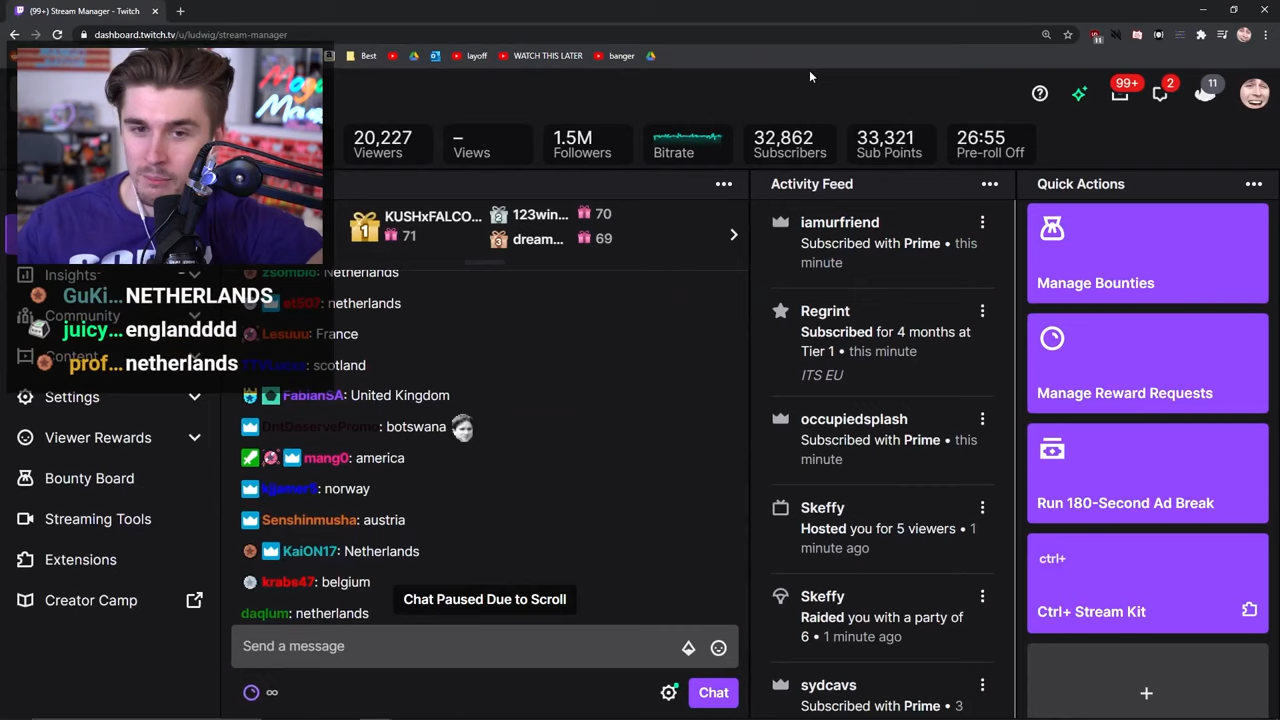 (99+) Stream Manager - Twitch
dashboard.twitch.tv/u/ludwig/stream-manager
Best
layoff
WATCH THIS LATER
banger
99+
2
11
20,227
Viewers
–
Views
1.5M
Followers
Bitrate
32,862
Subscribers
33,321
Sub Points
26:55
Pre-roll Off
Insights
Community
Content
Settings
Viewer Rewards
Bounty Board
Streaming Tools
Extensions
Creator Camp
GuKi... NETHERLANDS
juicy... englandddd
prof... netherlands
1
KUSHxFALCO...
71
2
123win...
70
3
dream...
69
zsombio: Netherlands
et507: netherlands
Lesuuu: France
: scotland
FabianSA: United Kingdom
DntDeservePromo: botswana
mang0: america
: norway
Senshinmusha: austria
KaiON17: Netherlands
krabs47: belgium
daqlum: netherlands
Chat Paused Due to Scroll
Send a message
Chat
Activity Feed
iamurfriend
Subscribed with Prime • this
minute
Regrint
Subscribed for 4 months at
Tier 1 • this minute
ITS EU
occupiedsplash
Subscribed with Prime • this
minute
Skeffy
Hosted you for 5 viewers • 1
minute ago
Skeffy
Raided you with a party of
6 • 1 minute ago
sydcavs
Subscribed with Prime • 3
Quick Actions
Manage Bounties
Manage Reward Requests
Run 180-Second Ad Break
ctrl+
Ctrl+ Stream Kit